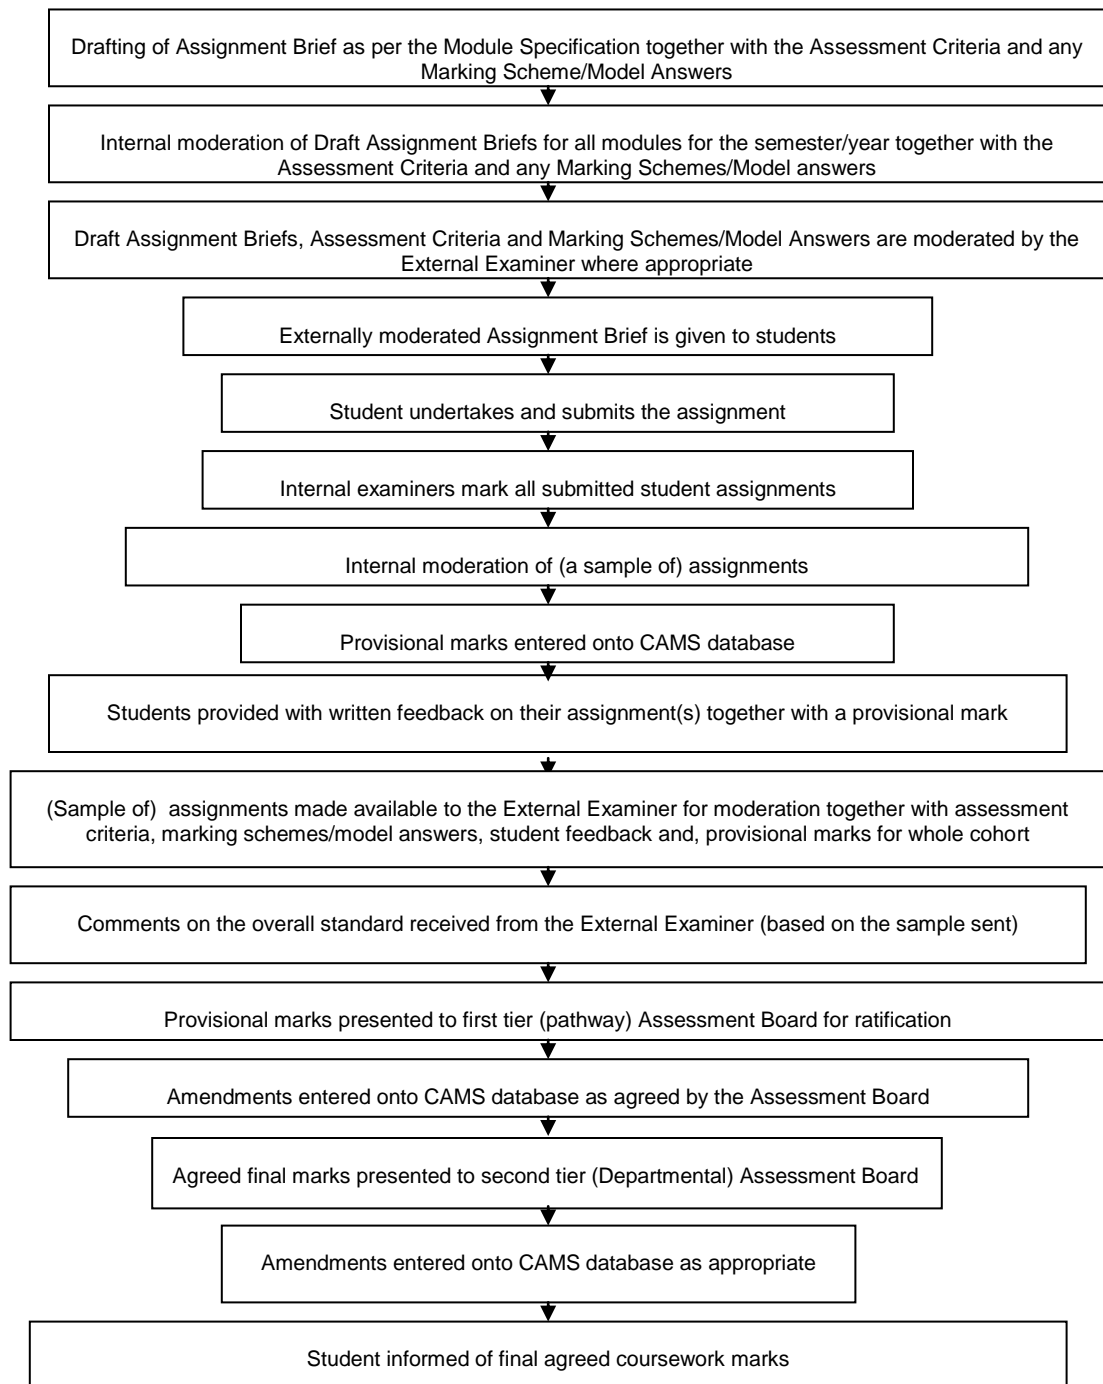 Drafting of Assignment Brief as per the Module Specification together with the Assessment Criteria and any
Marking Scheme/Model Answers
Internal moderation of Draft Assignment Briefs for all modules for the semester/year together with the
Assessment Criteria and any Marking Schemes/Model answers
Draft Assignment Briefs, Assessment Criteria and Marking Schemes/Model Answers are moderated by the
External Examiner where appropriate
Externally moderated Assignment Brief is given to students
Student undertakes and submits the assignment
Internal examiners mark all submitted student assignments
Internal moderation of (a sample of) assignments
Provisional marks entered onto CAMS database
Students provided with written feedback on their assignment(s) together with a provisional mark
(Sample of) assignments made available to the External Examiner for moderation together with assessment
criteria, marking schemes/model answers, student feedback and, provisional marks for whole cohort
Comments on the overall standard received from the External Examiner (based on the sample sent)
Provisional marks presented to first tier (pathway) Assessment Board for ratification
Amendments entered onto CAMS database as agreed by the Assessment Board
Agreed final marks presented to second tier (Departmental) Assessment Board
Amendments entered onto CAMS database as appropriate
Student informed of final agreed coursework marks